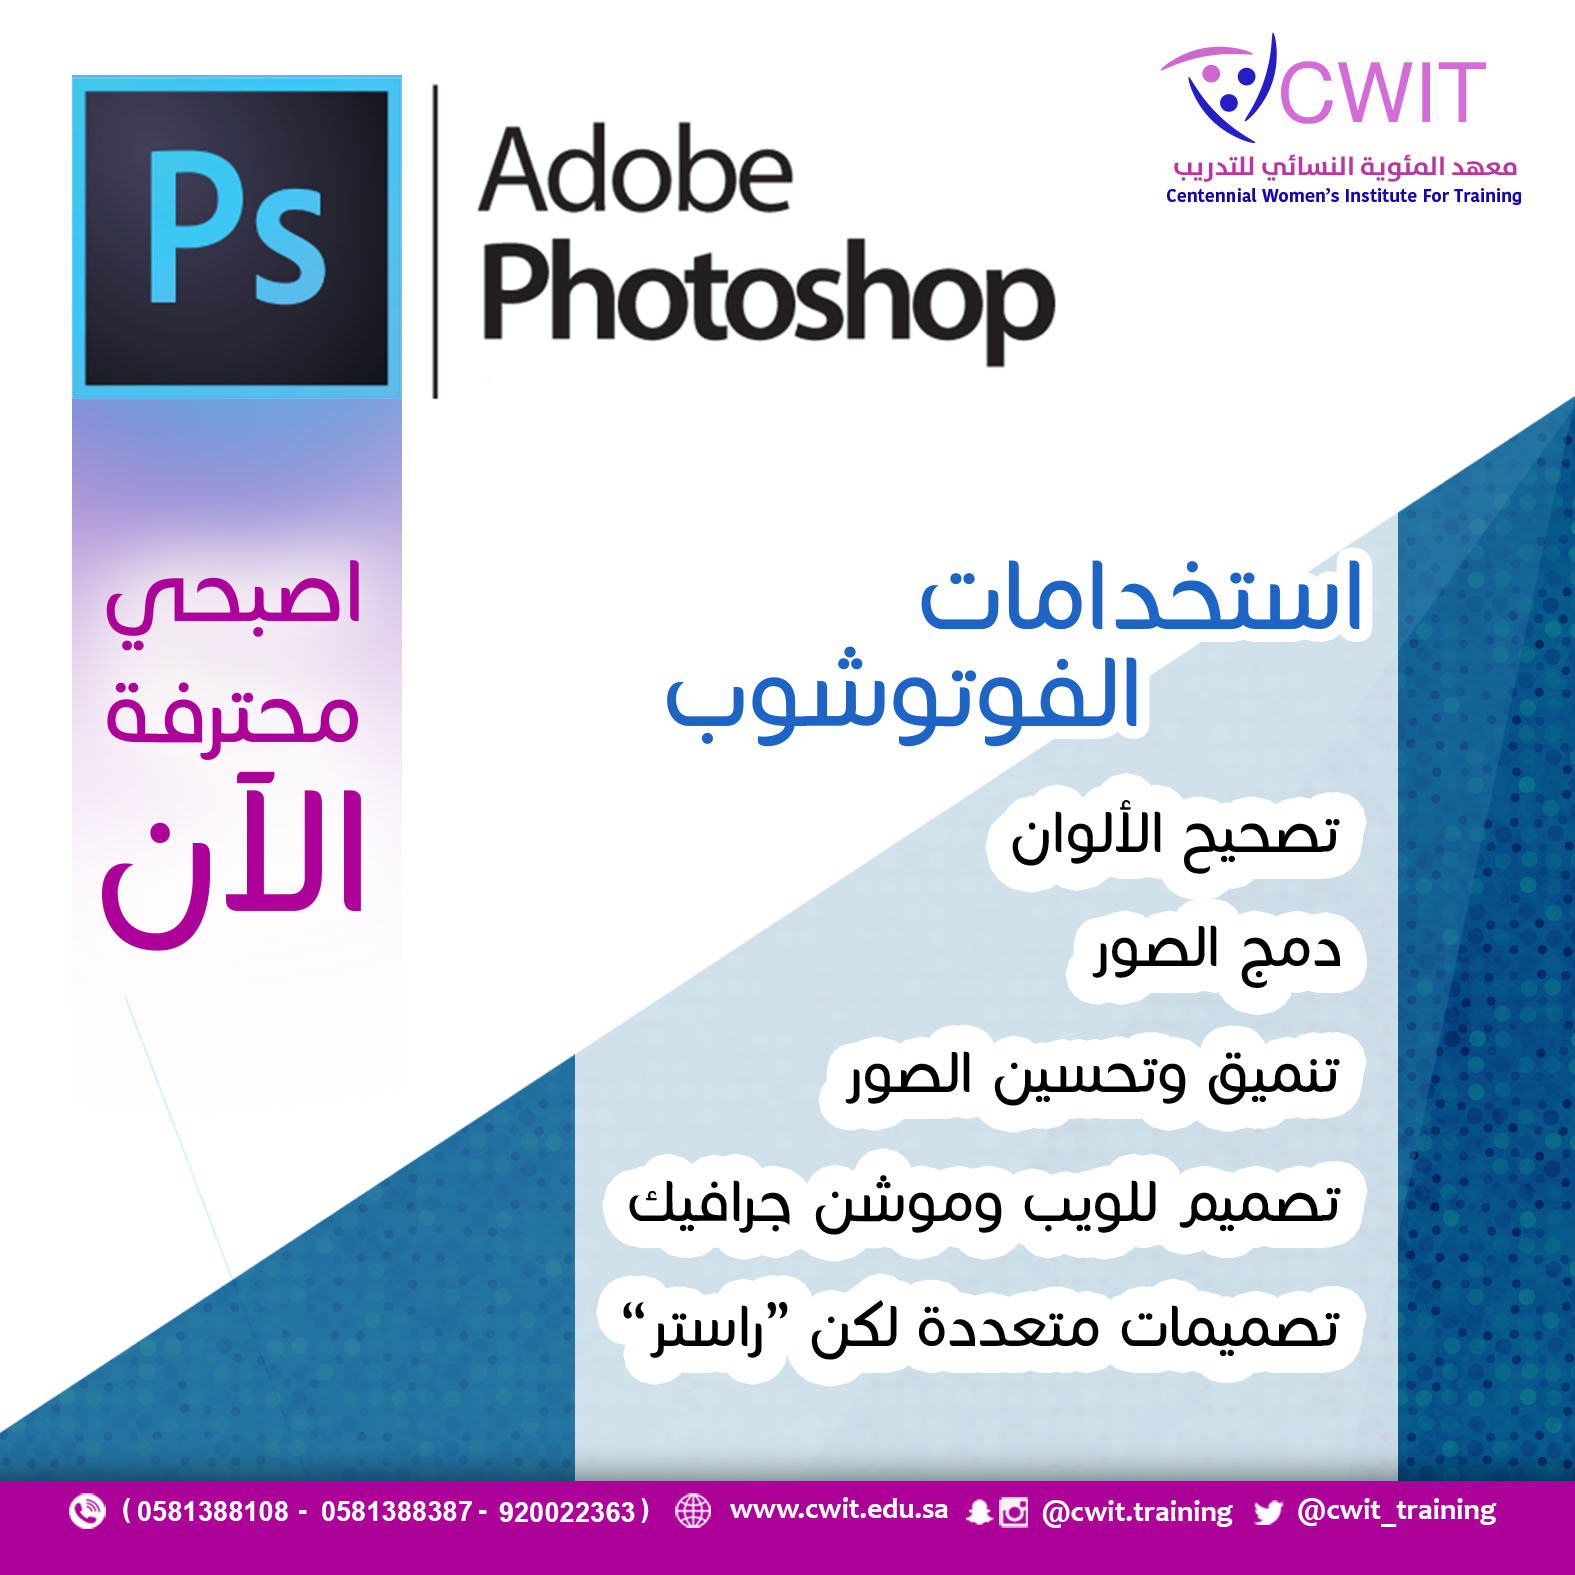 CWIT
معهد المئوية النسائي للتدريب
Centennial Women's Institute For Training
Ps
Adobe
Photoshop
اصبحي
محترفة
الآن
استخدامات
الفوتوشوب
تصحيح الألوان
دمج الصور
تنميق وتحسين الصور
تصميم للويب وموشن جرافيك
تصميمات متعددة لكن ”راستر“
( 0581388108 - 0581388387 - 920022363 ) www.cwit.edu.sa @cwit.training @cwit_training